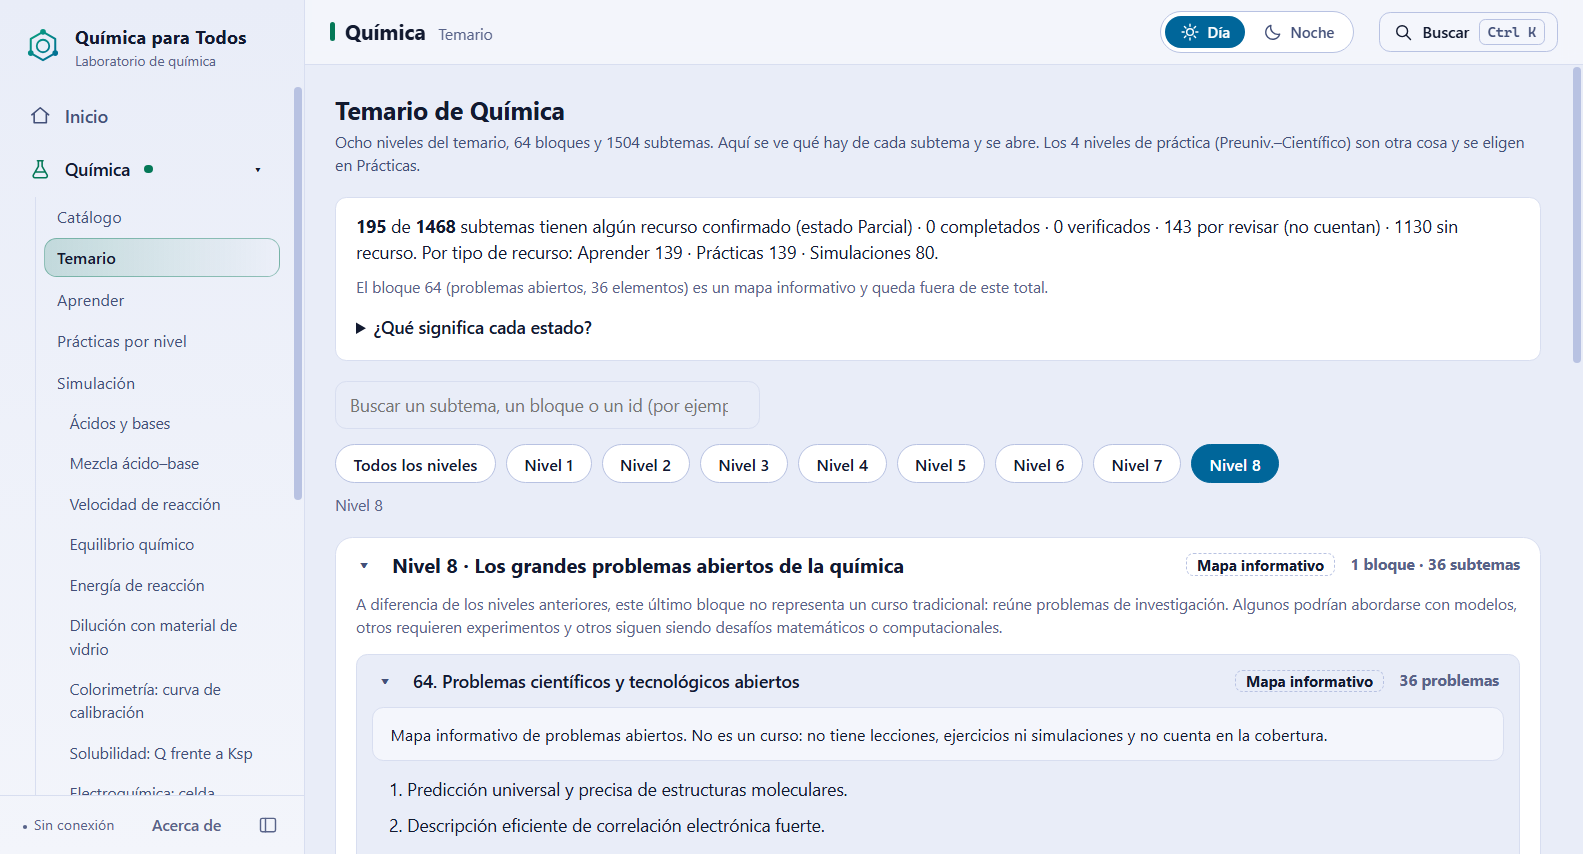 Química para Todos
Laboratorio de química
Inicio
Química
Catálogo
Temario
Aprender
Prácticas por nivel
Simulación
Ácidos y bases
Mezcla ácido–base
Velocidad de reacción
Equilibrio químico
Energía de reacción
Dilución con material de
vidrio
Colorimetría: curva de
calibración
Solubilidad: Q frente a Ksp
Electroquímica: celda
Sin conexión
Acerca de
Química Temario
Día
Noche
Buscar Ctrl K
Temario de Química
Ocho niveles del temario, 64 bloques y 1504 subtemas. Aquí se ve qué hay de cada subtema y se abre. Los 4 niveles de práctica (Preuniv.–Científico) son otra cosa y se eligen
en Prácticas.
195 de 1468 subtemas tienen algún recurso confirmado (estado Parcial) · 0 completados · 0 verificados · 143 por revisar (no cuentan) · 1130 sin
recurso. Por tipo de recurso: Aprender 139 · Prácticas 139 · Simulaciones 80.
El bloque 64 (problemas abiertos, 36 elementos) es un mapa informativo y queda fuera de este total.
¿Qué significa cada estado?
Buscar un subtema, un bloque o un id (por ejemp
Todos los niveles
Nivel 1
Nivel 2
Nivel 3
Nivel 4
Nivel 5
Nivel 6
Nivel 7
Nivel 8
Nivel 8
Nivel 8 · Los grandes problemas abiertos de la química
Mapa informativo
1 bloque · 36 subtemas
A diferencia de los niveles anteriores, este último bloque no representa un curso tradicional: reúne problemas de investigación. Algunos podrían abordarse con modelos,
otros requieren experimentos y otros siguen siendo desafíos matemáticos o computacionales.
64. Problemas científicos y tecnológicos abiertos
Mapa informativo
36 problemas
Mapa informativo de problemas abiertos. No es un curso: no tiene lecciones, ejercicios ni simulaciones y no cuenta en la cobertura.
1. Predicción universal y precisa de estructuras moleculares.
2. Descripción eficiente de correlación electrónica fuerte.